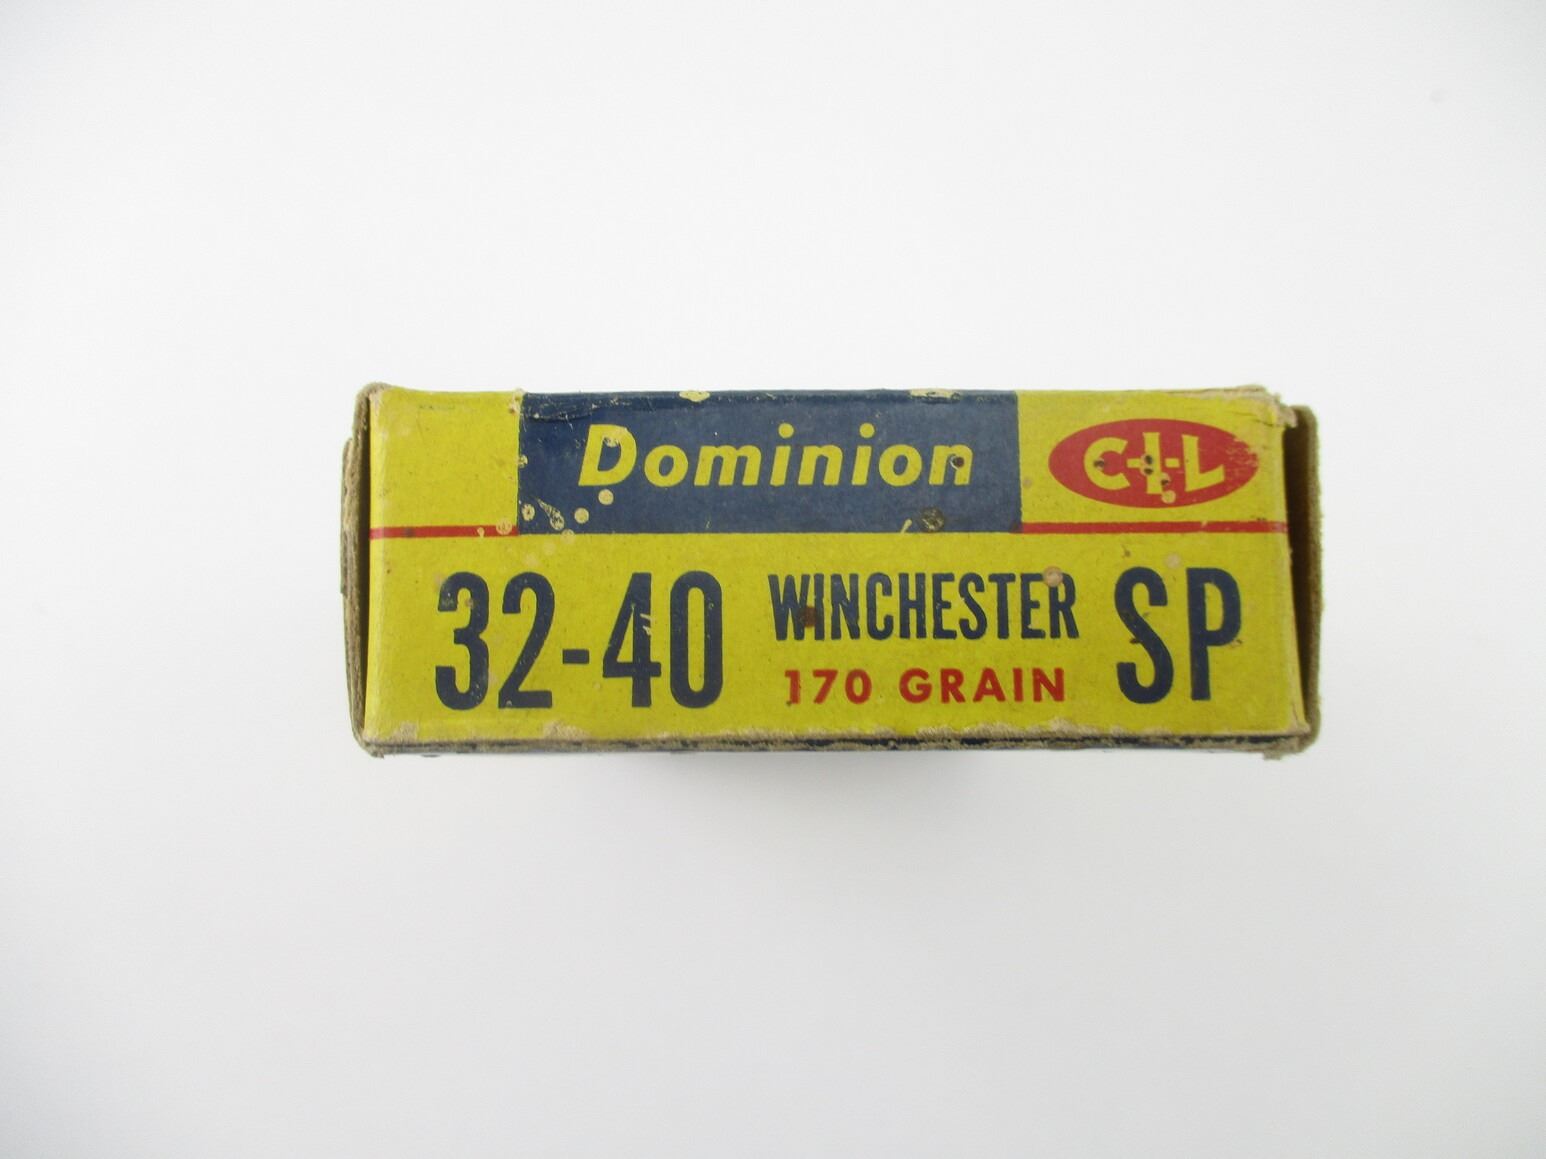 Dominion
C-I-L
32-40
WINCHESTER
170 GRAIN
SP